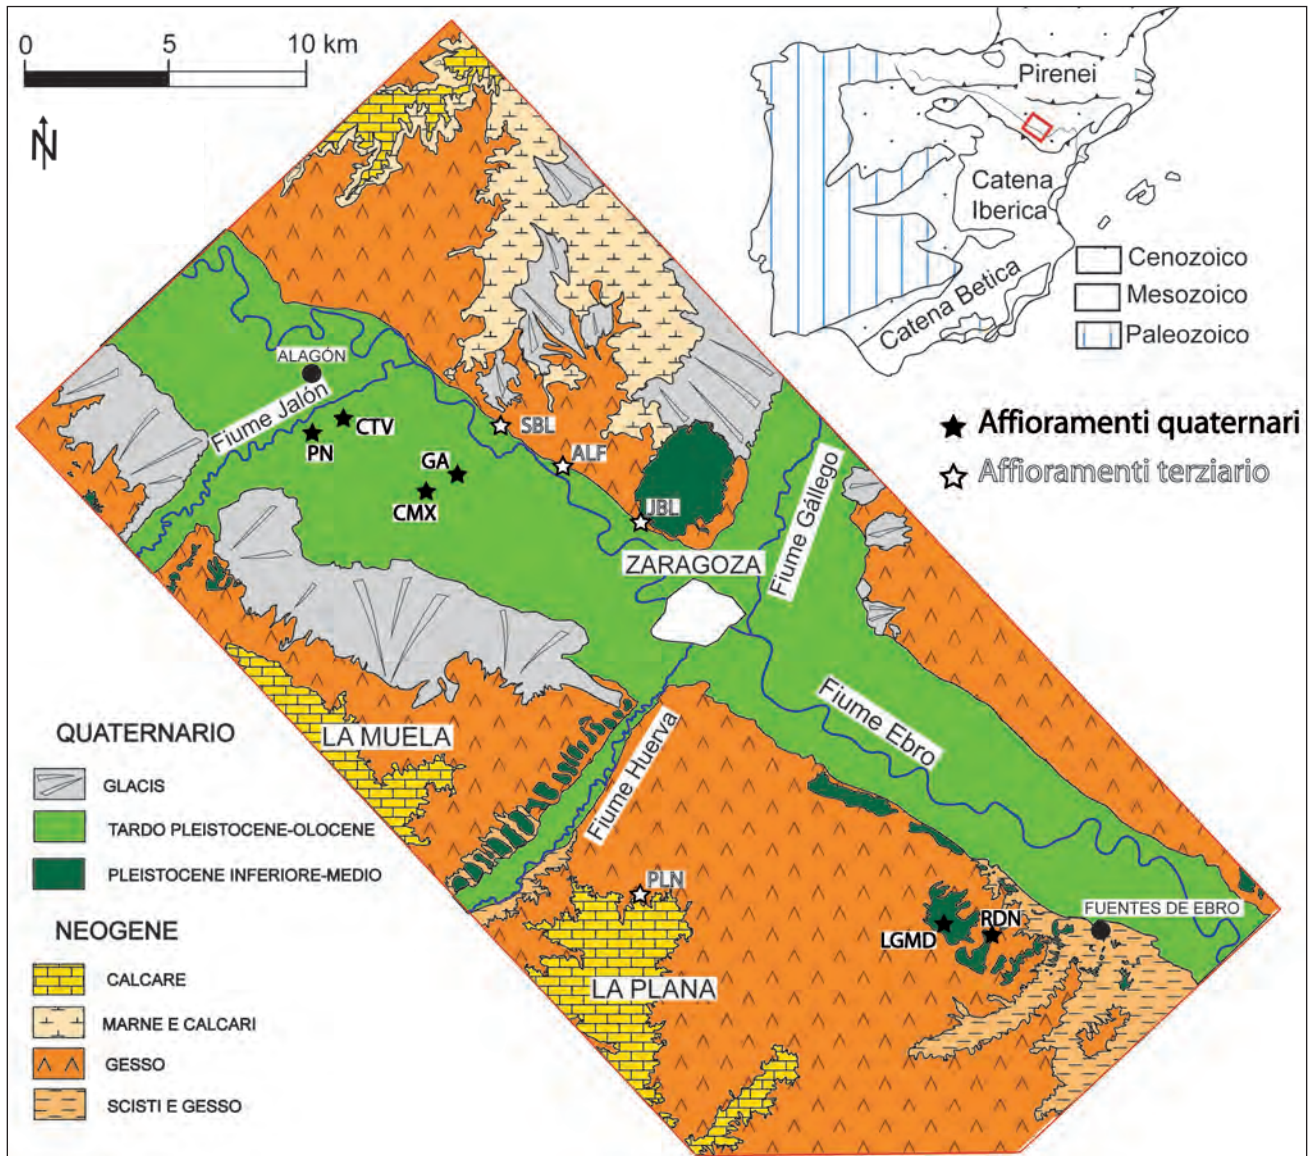 0 5 10 km
N
Pirenei
Catena
Iberica
Catena Betica
Cenozoico
Mesozoico
Paleozoico
Affioramenti quaternari
Affioramenti terziario
ALAGÓN
Fiume Jalón
CTV
PN
GA
CMX
SBL
ALF
JBL
ZARAGOZA
Fiume Gállego
Fiume Ebro
Fiume Huerva
LA MUELA
PLN
LA PLANA
LGMD
RDN
FUENTES DE EBRO
QUATERNARIO
GLACIS
TARDO PLEISTOCENE-OLOCENE
PLEISTOCENE INFERIORE-MEDIO
NEOGENE
CALCARE
MARNE E CALCARI
GESSO
SCISTI E GESSO